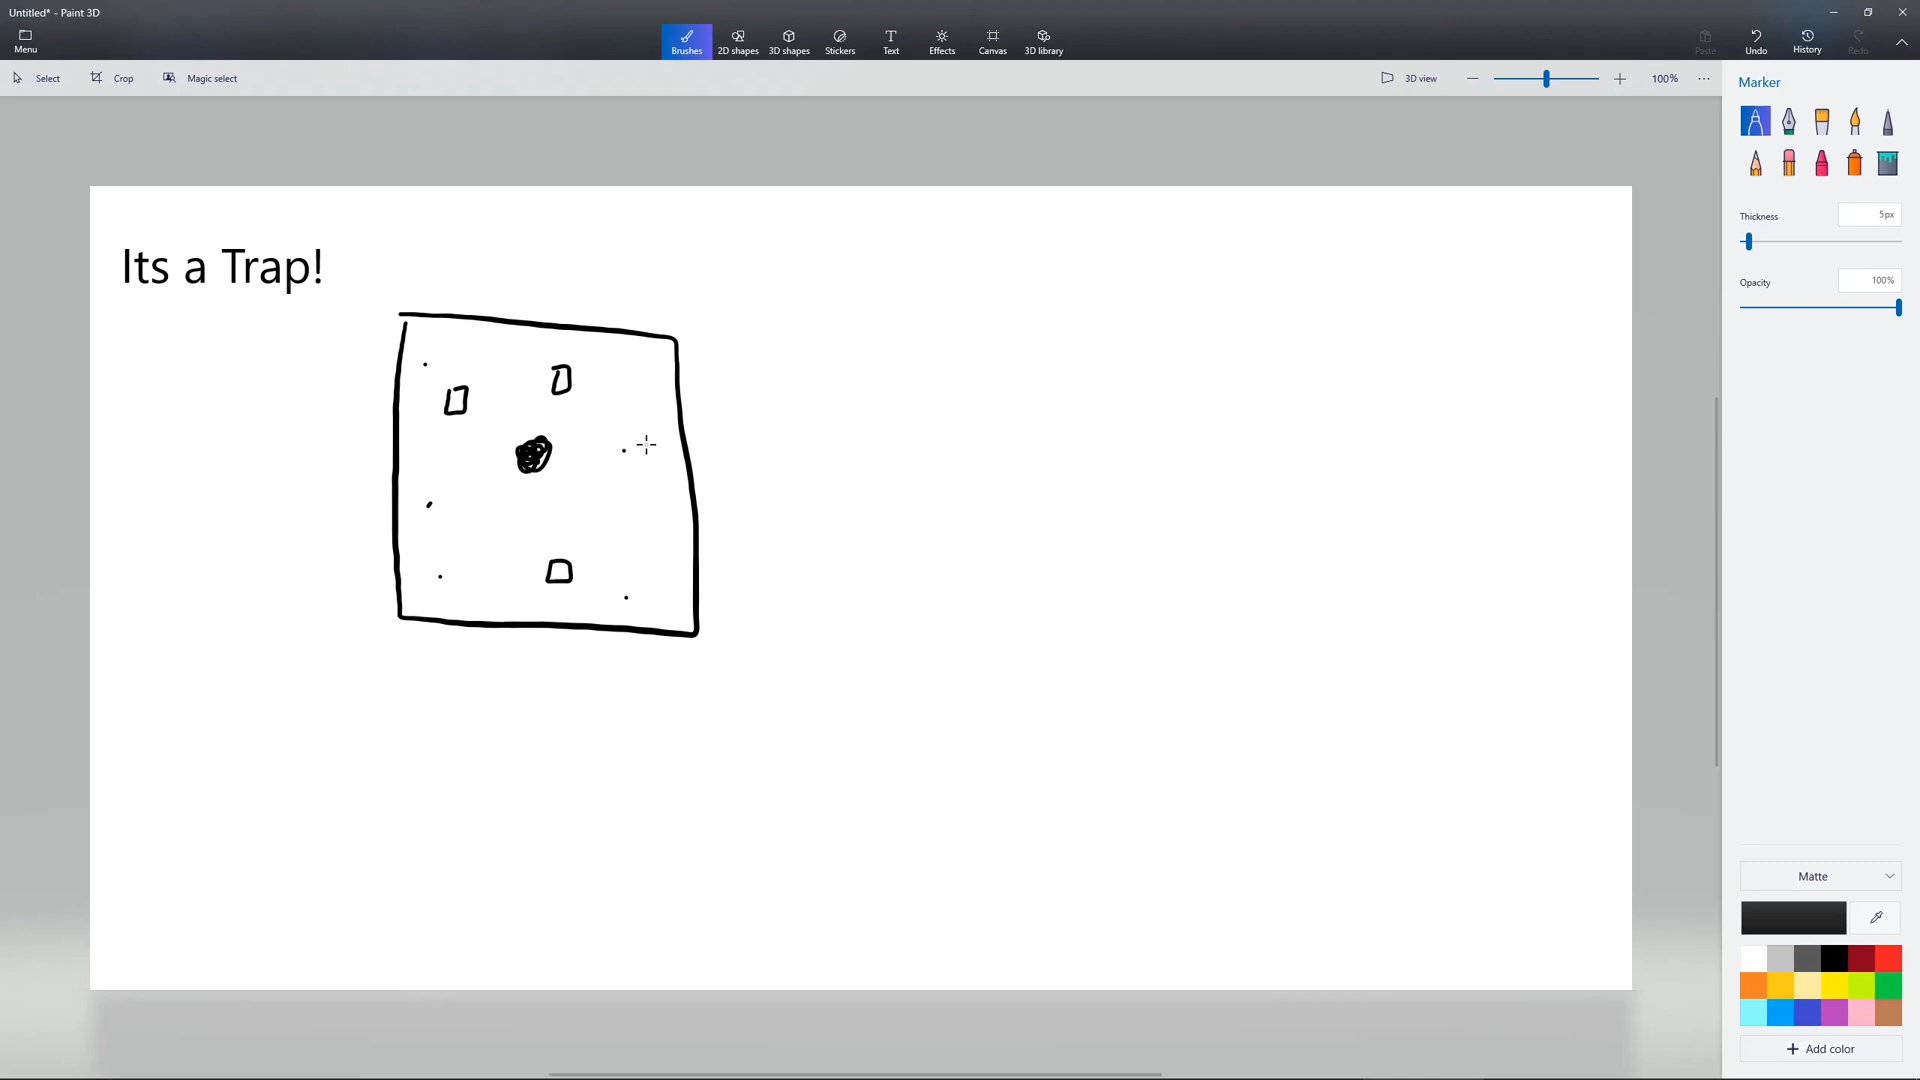 Untitled* - Paint 3D
Menu
Brushes
2D shapes
3D shapes
Stickers
Text
Effects
Canvas
3D library
Paste
Undo
History
Redo
Select
Crop
Magic select
3D view
100%
Marker
Thickness
5px
Opacity
100%
Its a Trap!
Matte
Add color